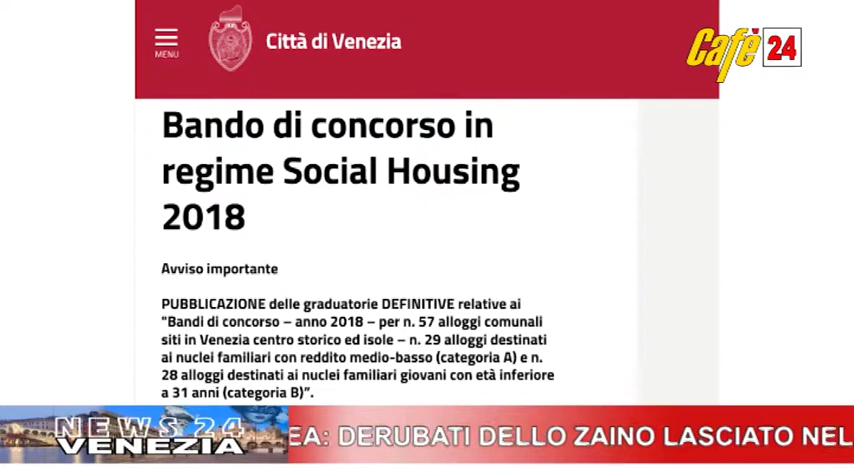 MENU
Città di Venezia
Cafè 24
Bando di concorso in
regime Social Housing
2018
Avviso importante
PUBBLICAZIONE delle graduatorie DEFINITIVE relative ai
"Bandi di concorso – anno 2018 – per n. 57 alloggi comunali
siti in Venezia centro storico ed isole – n. 29 alloggi destinati
ai nuclei familiari con reddito medio-basso (categoria A) e n.
28 alloggi destinati ai nuclei familiari giovani con età inferiore
a 31 anni (categoria B)”.
NEWS 24
VENEZIA
EA: DERUBATI DELLO ZAINO LASCIATO NEL